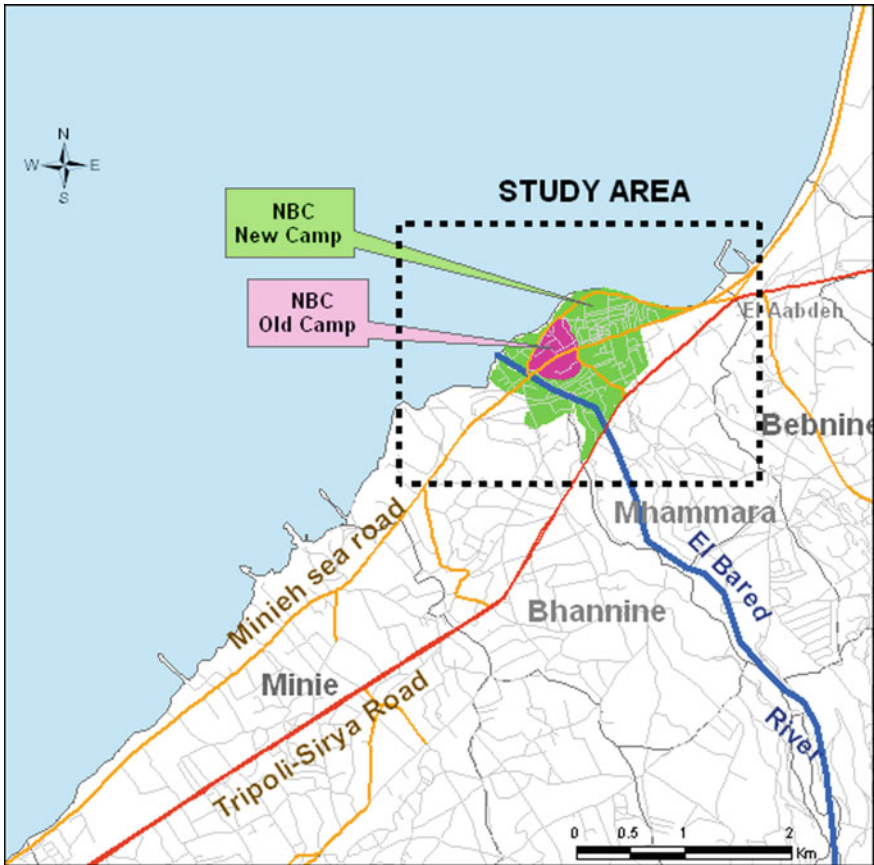 N
W E
S
STUDY AREA
NBC
New Camp
NBC
Old Camp
El Aabdeh
Bebnine
Mhammara
El Bared
River
Minieh sea road
Bhannine
Minie
Tripoli-Sirya Road
0 0.5 1 2
Km